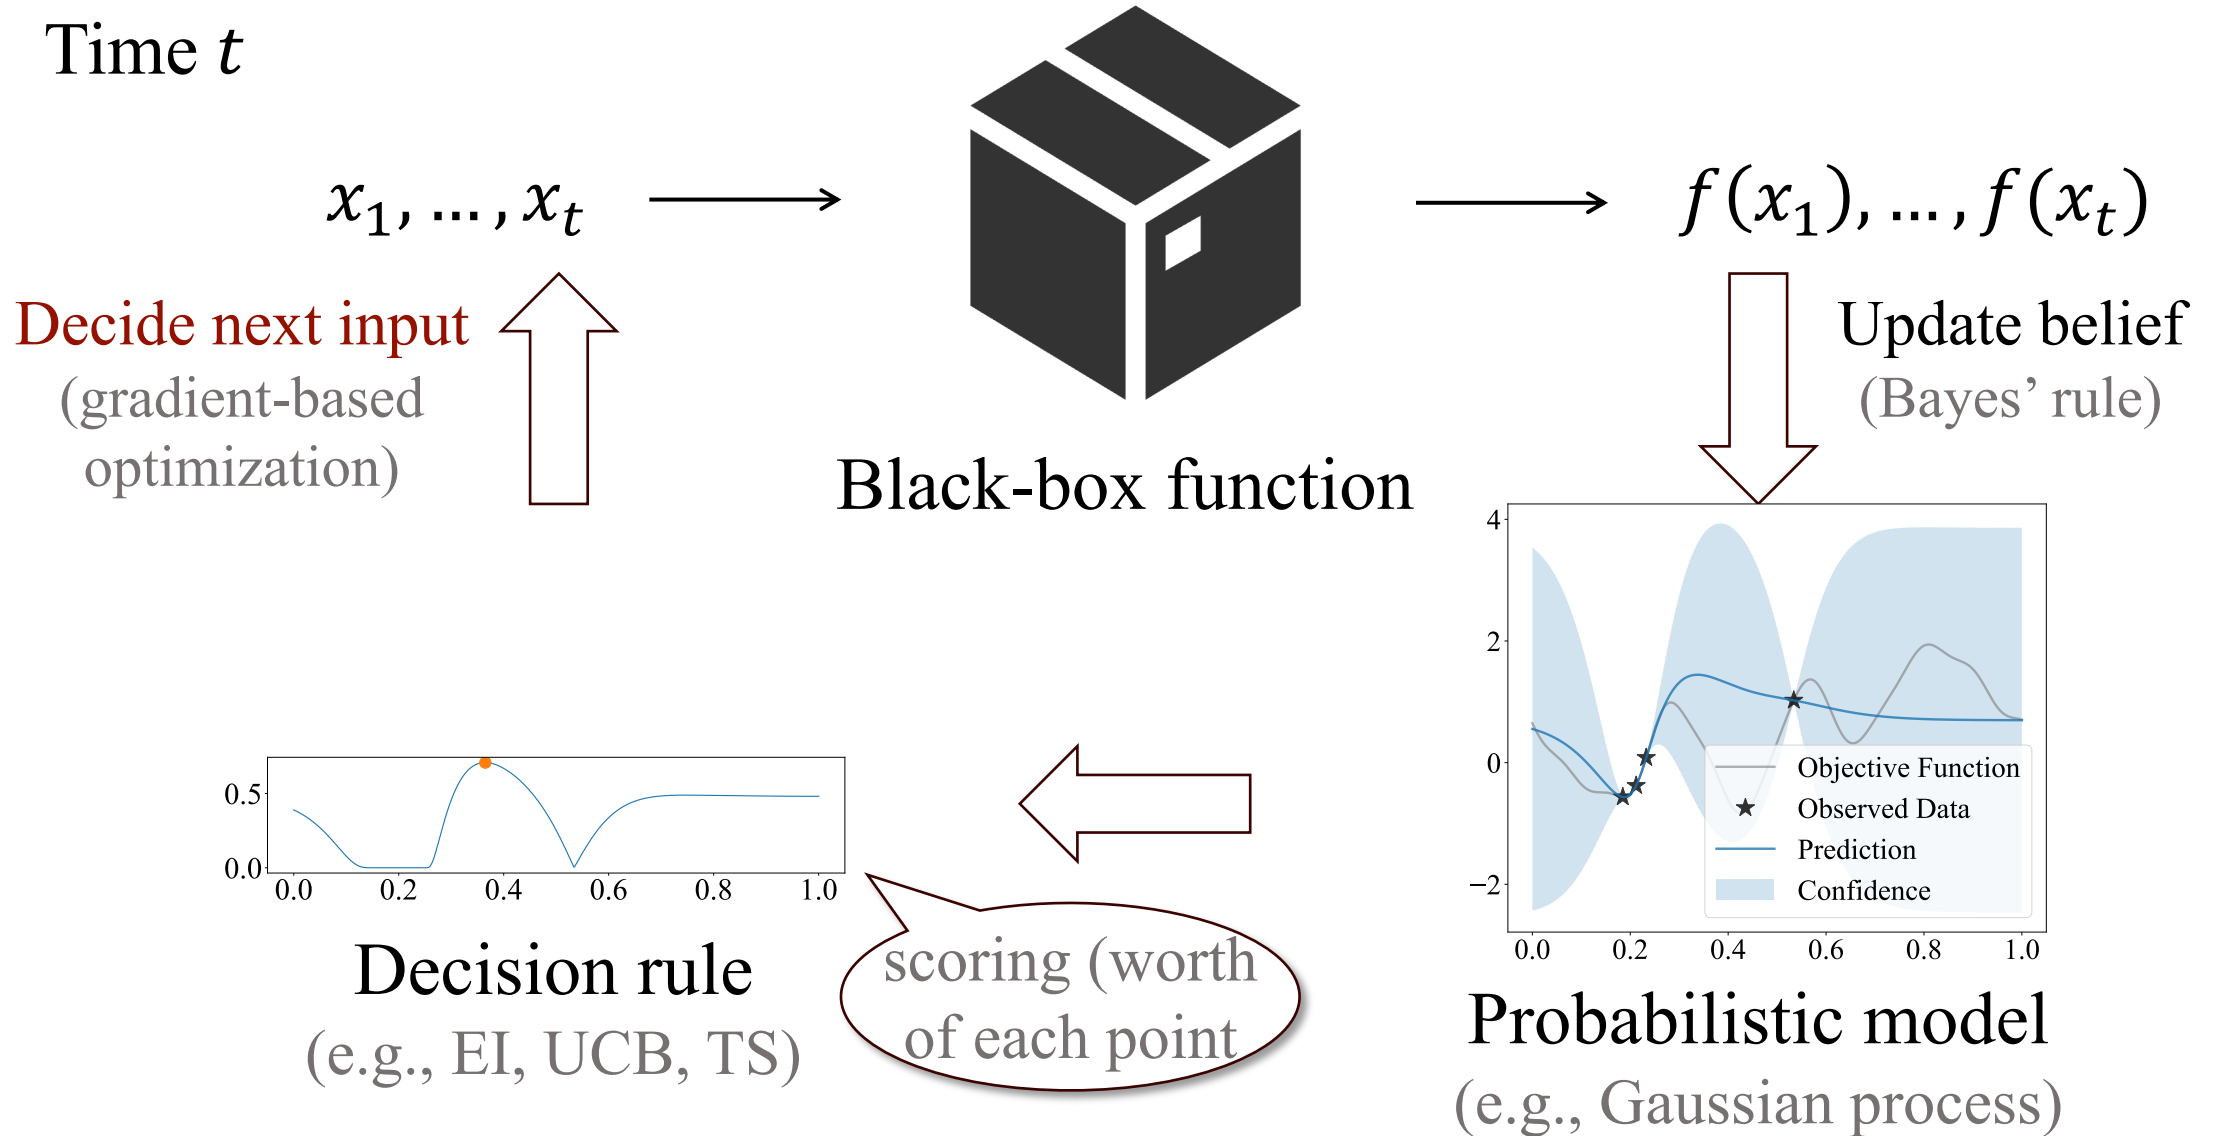 Time t
x₁, … , xₜ
f(x₁), … , f(xₜ)
Decide next input
(gradient-based
optimization)
Black-box function
Update belief
(Bayes’ rule)
4
2
0
−2
0.0 0.2 0.4 0.6 0.8 1.0
Objective Function
Observed Data
Prediction
Confidence
Probabilistic model
(e.g., Gaussian process)
0.5
0.0
0.0 0.2 0.4 0.6 0.8 1.0
Decision rule
(e.g., EI, UCB, TS)
scoring (worth
of each point